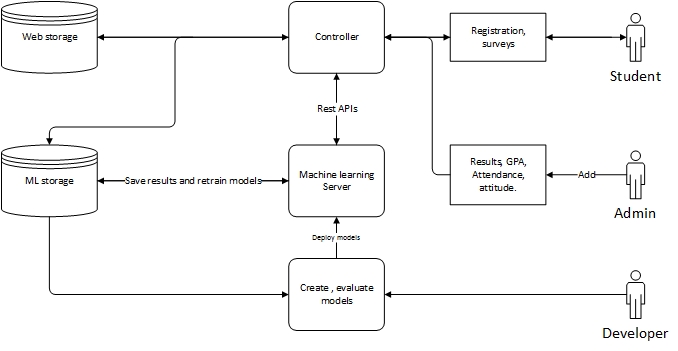 Web storage
Controller
Registration,
surveys
Student
Rest APIs
ML storage
Save results and retrain models
Machine learning
Server
Results, GPA,
Attendance,
attitude.
Add
Admin
Deploy models
Create , evaluate
models
Developer